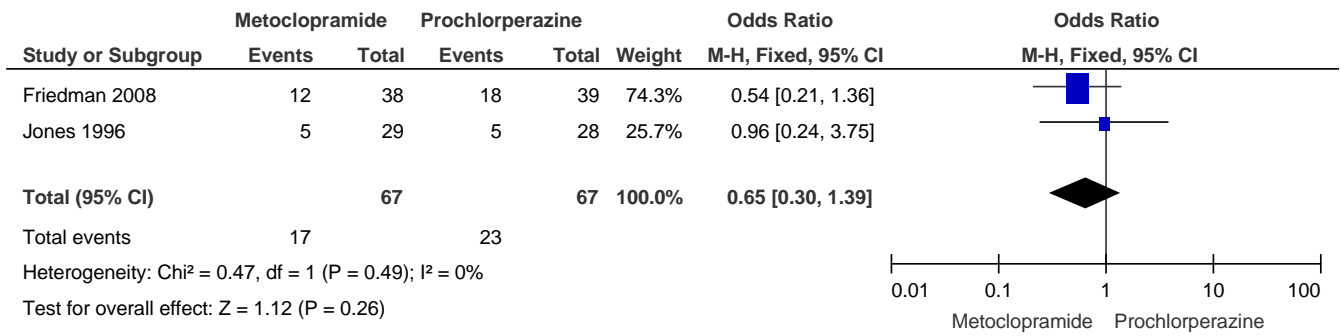 Metoclopramide Prochlorperazine Odds Ratio Odds Ratio
Study or Subgroup Events Total Events Total Weight M-H, Fixed, 95% CI M-H, Fixed, 95% CI
Friedman 2008 12 38 18 39 74.3% 0.54 [0.21, 1.36]
Jones 1996 5 29 5 28 25.7% 0.96 [0.24, 3.75]
Total (95% CI) 67 67 100.0% 0.65 [0.30, 1.39]
Total events 17 23
Heterogeneity: Chi² = 0.47, df = 1 (P = 0.49); I² = 0%
Test for overall effect: Z = 1.12 (P = 0.26)
0.01 0.1 1 10 100
Metoclopramide Prochlorperazine